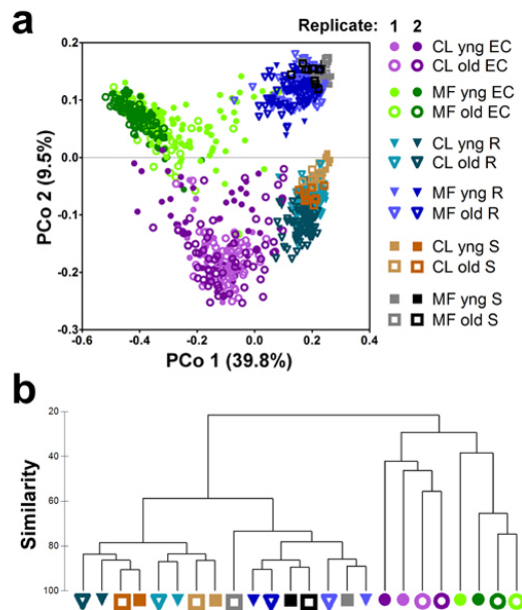 a
Replicate: 1 2
CL yng EC
CL old EC
MF yng EC
MF old EC
CL yng R
CL old R
MF yng R
MF old R
CL yng S
CL old S
MF yng S
MF old S
PCo 2 (9.5%)
0.2
0.1
0.0
-0.1
-0.2
-0.3
-0.6 -0.4 -0.2 0.0 0.2 0.4
PCo 1 (39.8%)
b
Similarity
20
40
60
80
100